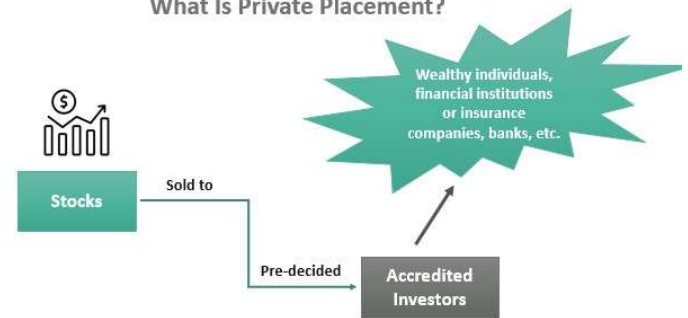 What Is Private Placement?
Wealthy individuals,
financial institutions
or insurance
companies, banks, etc.
$
Stocks
Sold to
Pre-decided
Accredited
Investors